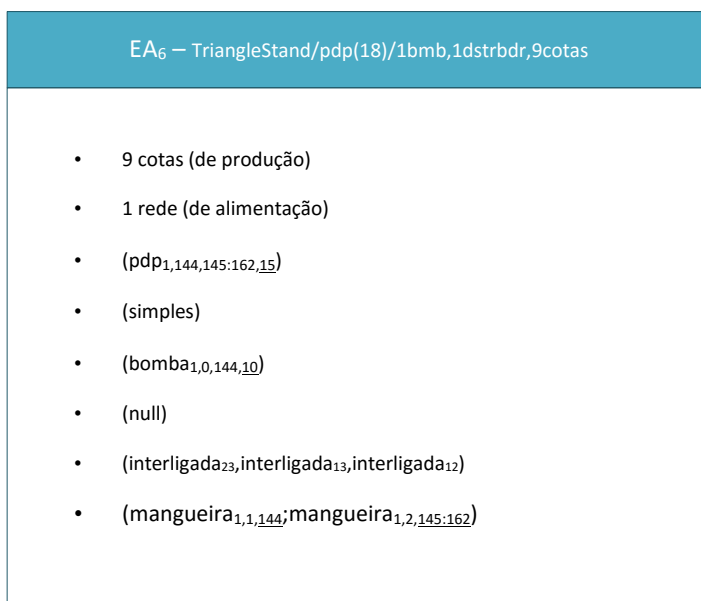 EA₆ – TriangleStand/pdp(18)/1bmb,1dstrbdr,9cotas
• 9 cotas (de produção)
• 1 rede (de alimentação)
• (pdp₁,₁₄₄,₁₄₅:₁₆₂,₁₅)
• (simples)
• (bomba₁,₀,₁₄₄,₁₀)
• (null)
• (interligada₂₃,interligada₁₃,interligada₁₂)
• (mangueira₁,₁,₁₄₄;mangueira₁,₂,₁₄₅:₁₆₂)